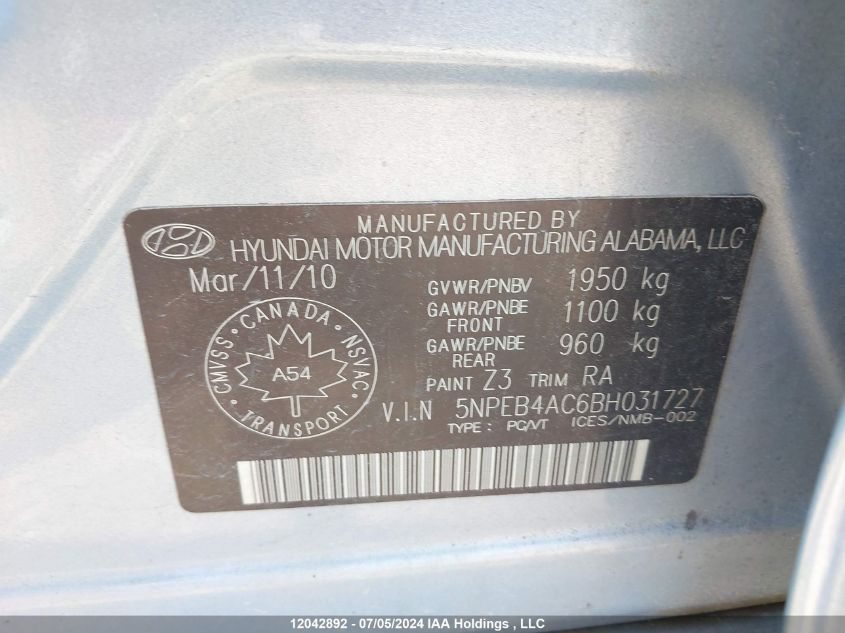 MANUFACTURED BY
HYUNDAI MOTOR MANUFACTURING ALABAMA, LLC
Mar/11/10
GVWR/PNBV 1950 kg
GAWR/PNBE FRONT 1100 kg
GAWR/PNBE REAR 960 kg
PAINT Z3 TRIM RA
V.I.N 5NPEB4AC6BH031727
TYPE: PC/VT ICES/NMB-002
CMVSS · CANADA · NSVAC · TRANSPORT ·
A54
12042892 - 07/05/2024 IAA Holdings , LLC